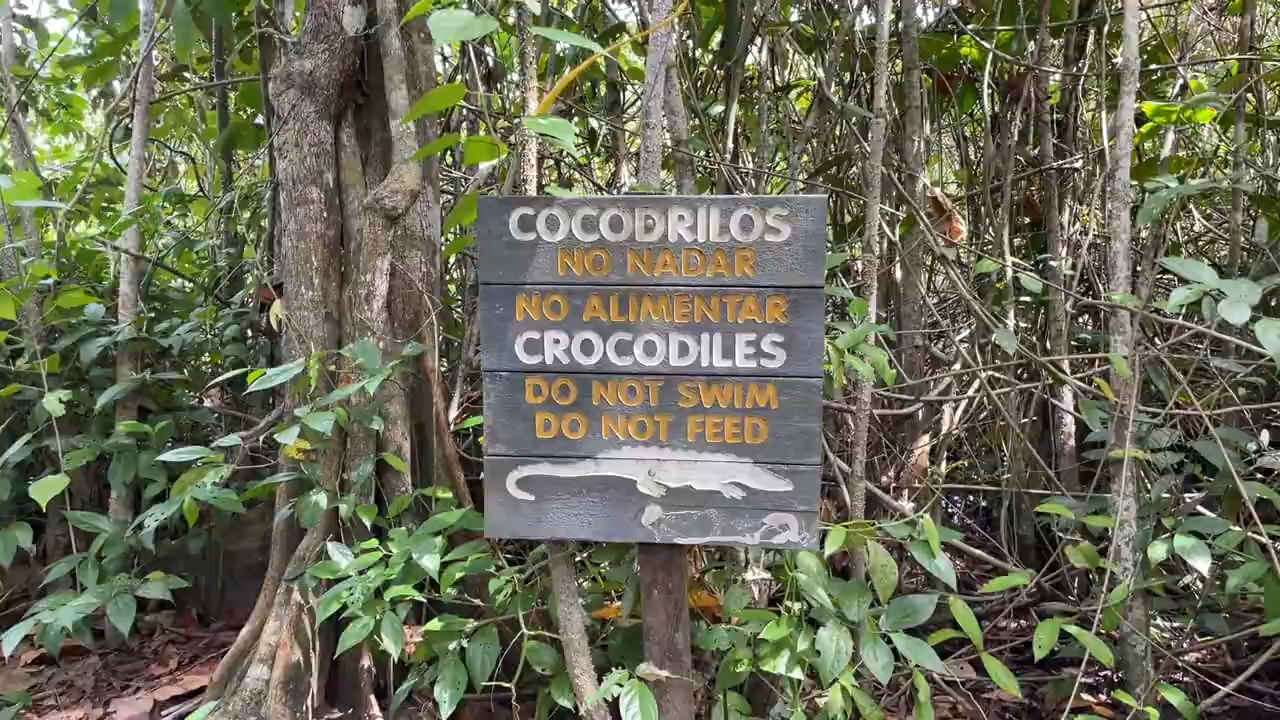 COCODRILOS
NO NADAR
NO ALIMENTAR
CROCODILES
DO NOT SWIM
DO NOT FEED